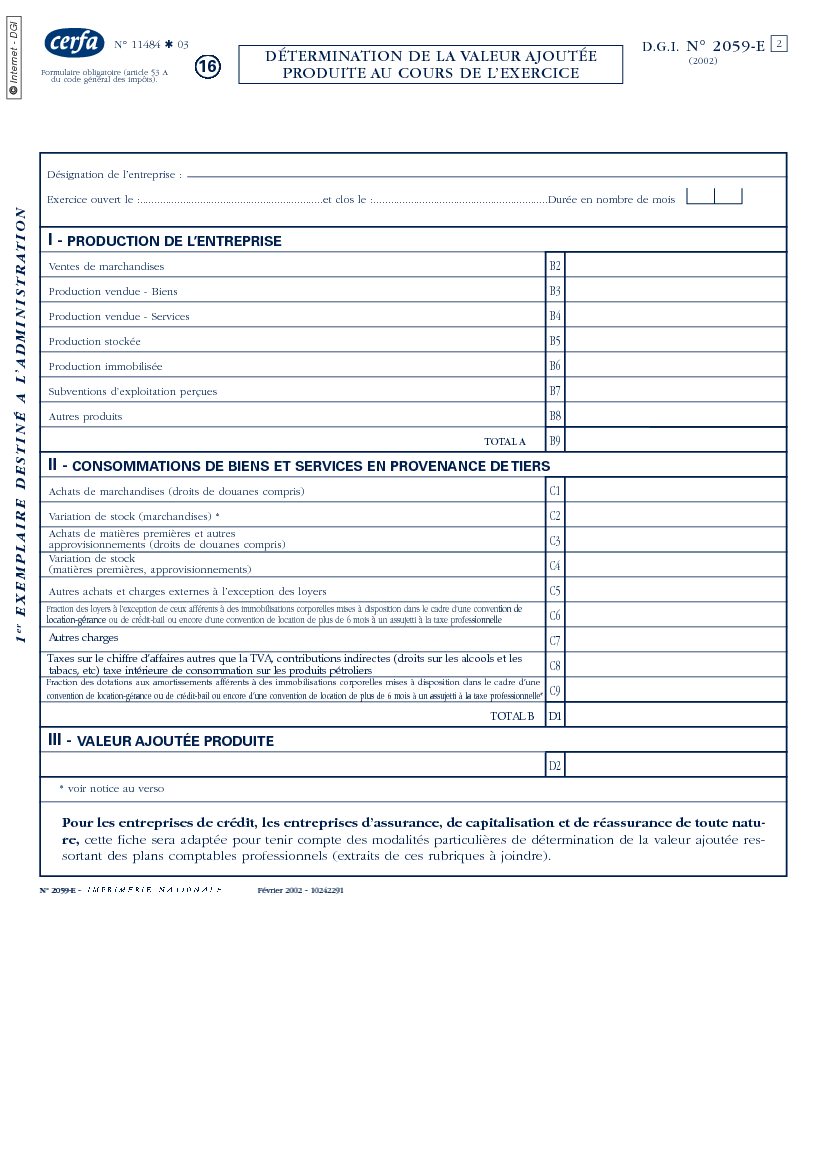 © Internet - DGI
cerfa
N° 11484 ✱ 03
Formulaire obligatoire (article 53 A
du code général des impôts).
16
DÉTERMINATION DE LA VALEUR AJOUTÉE
PRODUITE AU COURS DE L'EXERCICE
D.G.I. N° 2059-E 2
(2002)
1er EXEMPLAIRE DESTINÉ A L'ADMINISTRATION
Désignation de l'entreprise :
Exercice ouvert le :..............................................................et clos le :...........................................................Durée en nombre de mois
I - PRODUCTION DE L'ENTREPRISE
Ventes de marchandises B2
Production vendue - Biens B3
Production vendue - Services B4
Production stockée B5
Production immobilisée B6
Subventions d'exploitation perçues B7
Autres produits B8
TOTAL A B9
II - CONSOMMATIONS DE BIENS ET SERVICES EN PROVENANCE DE TIERS
Achats de marchandises (droits de douanes compris) C1
Variation de stock (marchandises) * C2
Achats de matières premières et autres
approvisionnements (droits de douanes compris) C3
Variation de stock
(matières premières, approvisionnements) C4
Autres achats et charges externes à l'exception des loyers C5
Fraction des loyers à l'exception de ceux afférents à des immobilisations corporelles mises à disposition dans le cadre d'une convention de
location-gérance ou de crédit-bail ou encore d'une convention de location de plus de 6 mois à un assujetti à la taxe professionnelle C6
Autres charges C7
Taxes sur le chiffre d'affaires autres que la TVA, contributions indirectes (droits sur les alcools et les
tabacs, etc) taxe intérieure de consommation sur les produits pétroliers C8
Fraction des dotations aux amortissements afférents à des immobilisations corporelles mises à disposition dans le cadre d'une
convention de location-gérance ou de crédit-bail ou encore d'une convention de location de plus de 6 mois à un assujetti à la taxe professionnelle* C9
TOTAL B D1
III - VALEUR AJOUTÉE PRODUITE
D2
* voir notice au verso
Pour les entreprises de crédit, les entreprises d'assurance, de capitalisation et de réassurance de toute natu-
re, cette fiche sera adaptée pour tenir compte des modalités particulières de détermination de la valeur ajoutée res-
sortant des plans comptables professionnels (extraits de ces rubriques à joindre).
N° 2059-E - IMPRIMERIE NATIONALE Février 2002 - 10242291